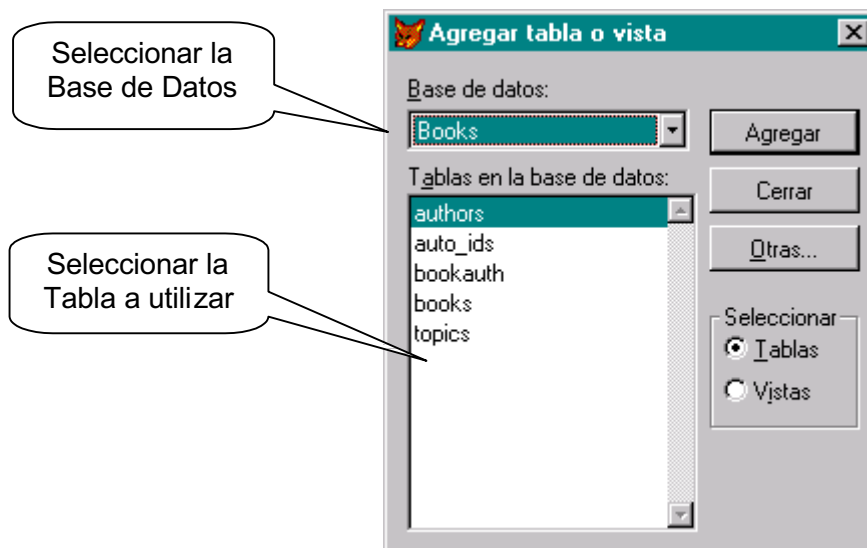 Seleccionar la
Base de Datos
Seleccionar la
Tabla a utilizar
Agregar tabla o vista
Base de datos:
Books
Tablas en la base de datos:
authors
auto_ids
bookauth
books
topics
Agregar
Cerrar
Otras...
Seleccionar
Tablas
Vistas